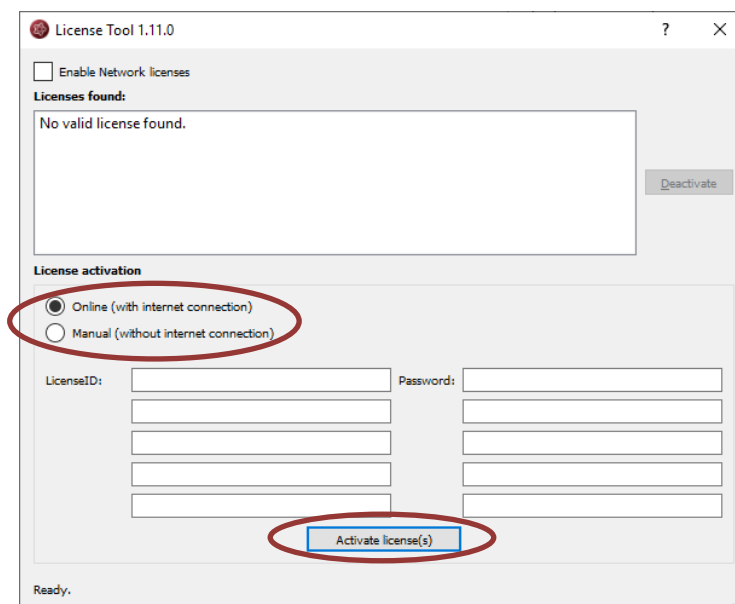 License Tool 1.11.0
?
Enable Network licenses
Licenses found:
No valid license found.
Deactivate
License activation
Online (with internet connection)
Manual (without internet connection)
LicenseID: Password:
Activate license(s)
Ready.